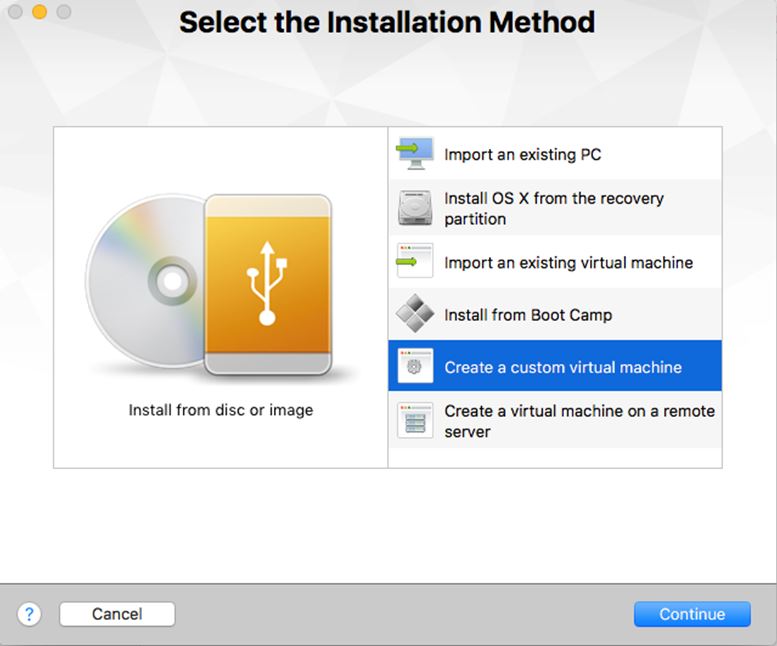 Select the Installation Method
Import an existing PC
Install OS X from the recovery
partition
Import an existing virtual machine
Install from Boot Camp
Create a custom virtual machine
Create a virtual machine on a remote
server
Install from disc or image
?
Cancel
Continue